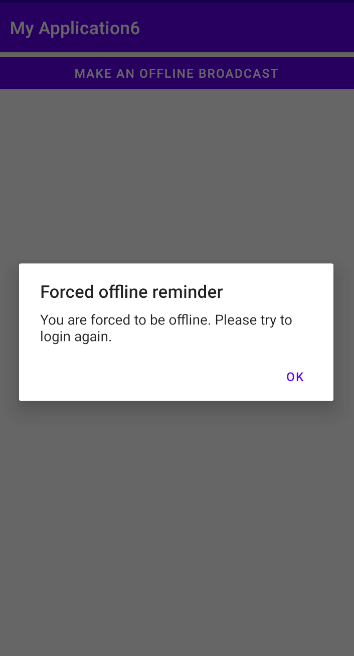 My Application6
MAKE AN OFFLINE BROADCAST
Forced offline reminder
You are forced to be offline. Please try to
login again.
OK